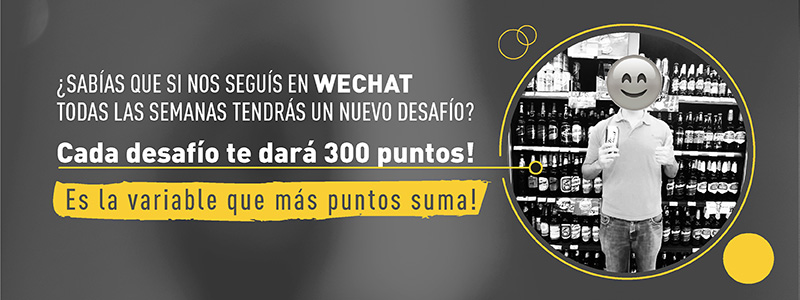 ¿SABÍAS QUE SI NOS SEGUÍS EN WECHAT
TODAS LAS SEMANAS TENDRÁS UN NUEVO DESAFÍO?
Cada desafío te dará 300 puntos!
Es la variable que más puntos suma!